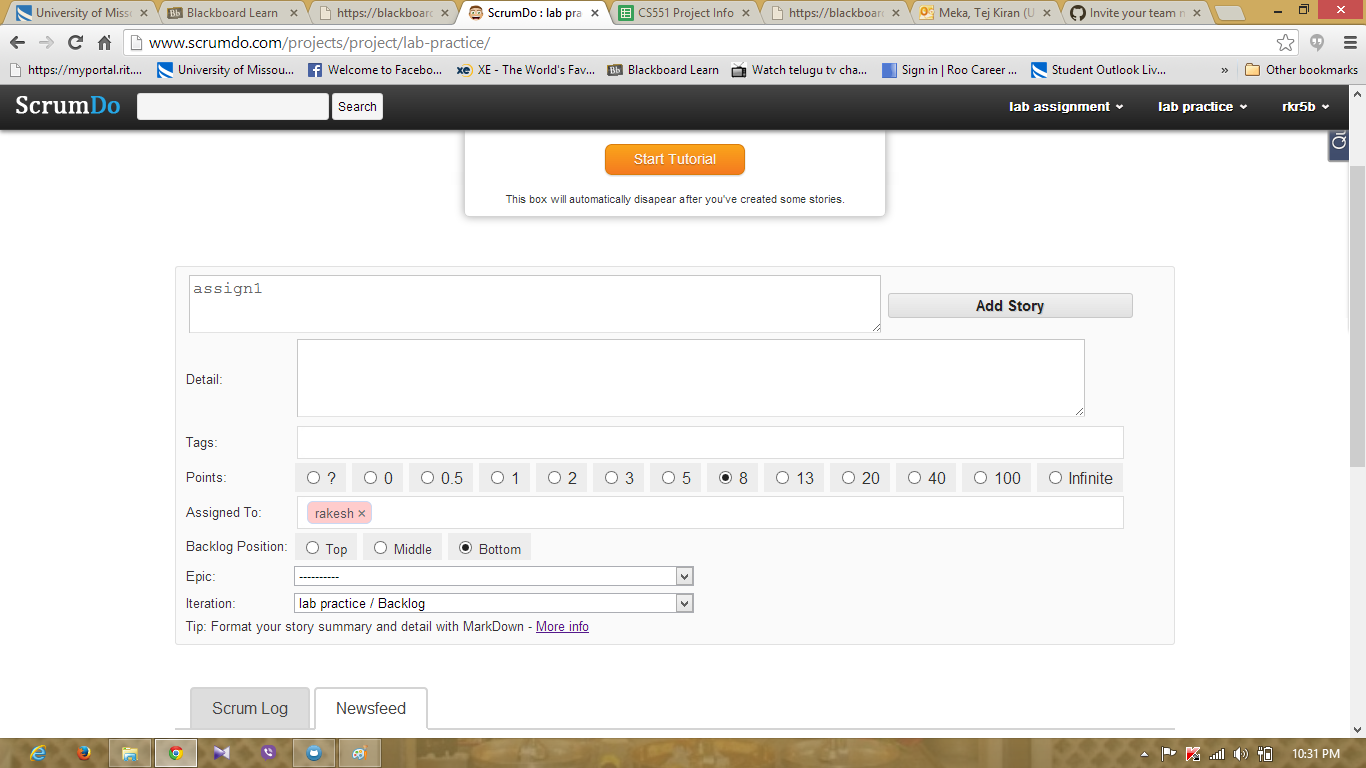 University of Misso
Blackboard Learn
https://blackboard
ScrumDo : lab pra
CS551 Project Info
https://blackboard
Meka, Tej Kiran (U
Invite your team n
www.scrumdo.com/projects/project/lab-practice/
https://myportal.rit....
University of Missou...
Welcome to Facebo...
XE - The World's Fav...
Bb Blackboard Learn
Watch telugu tv cha...
Sign in | Roo Career ...
Student Outlook Liv...
»
Other bookmarks
ScrumDo
Search
lab assignment
lab practice
rkr5b
Start Tutorial
This box will automatically disapear after you've created some stories.
assign1
Add Story
Detail:
Tags:
Points: ? 0 0.5 1 2 3 5 8 13 20 40 100 Infinite
Assigned To: rakesh ×
Backlog Position: Top Middle Bottom
Epic: ----------
Iteration: lab practice / Backlog
Tip: Format your story summary and detail with MarkDown - More info
Scrum Log
Newsfeed
10:31 PM